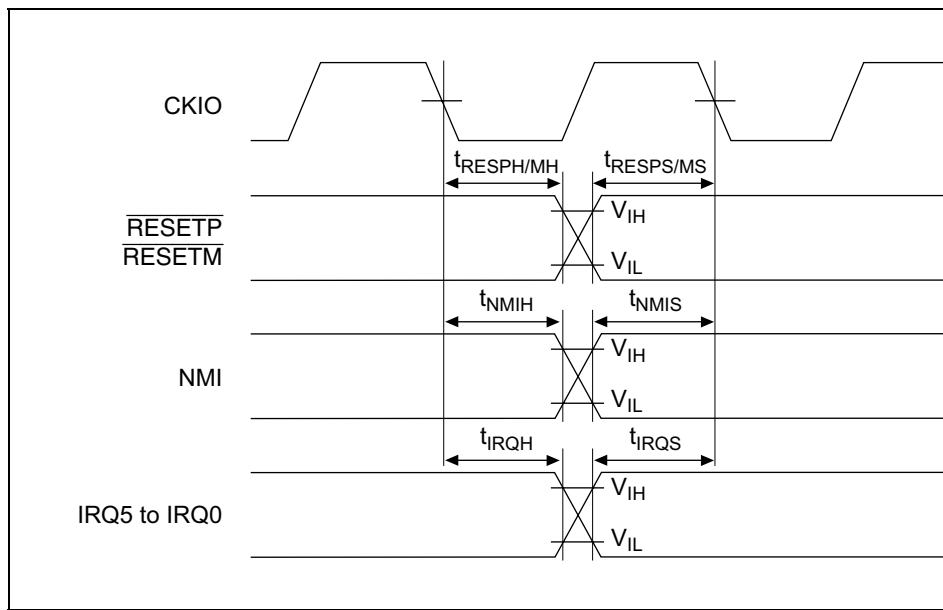 CKIO
tRESPH/MH tRESPS/MS
RESETP
RESETM
VIH
VIL
tNMIH tNMIS
NMI
VIH
VIL
tIRQH tIRQS
IRQ5 to IRQ0
VIH
VIL